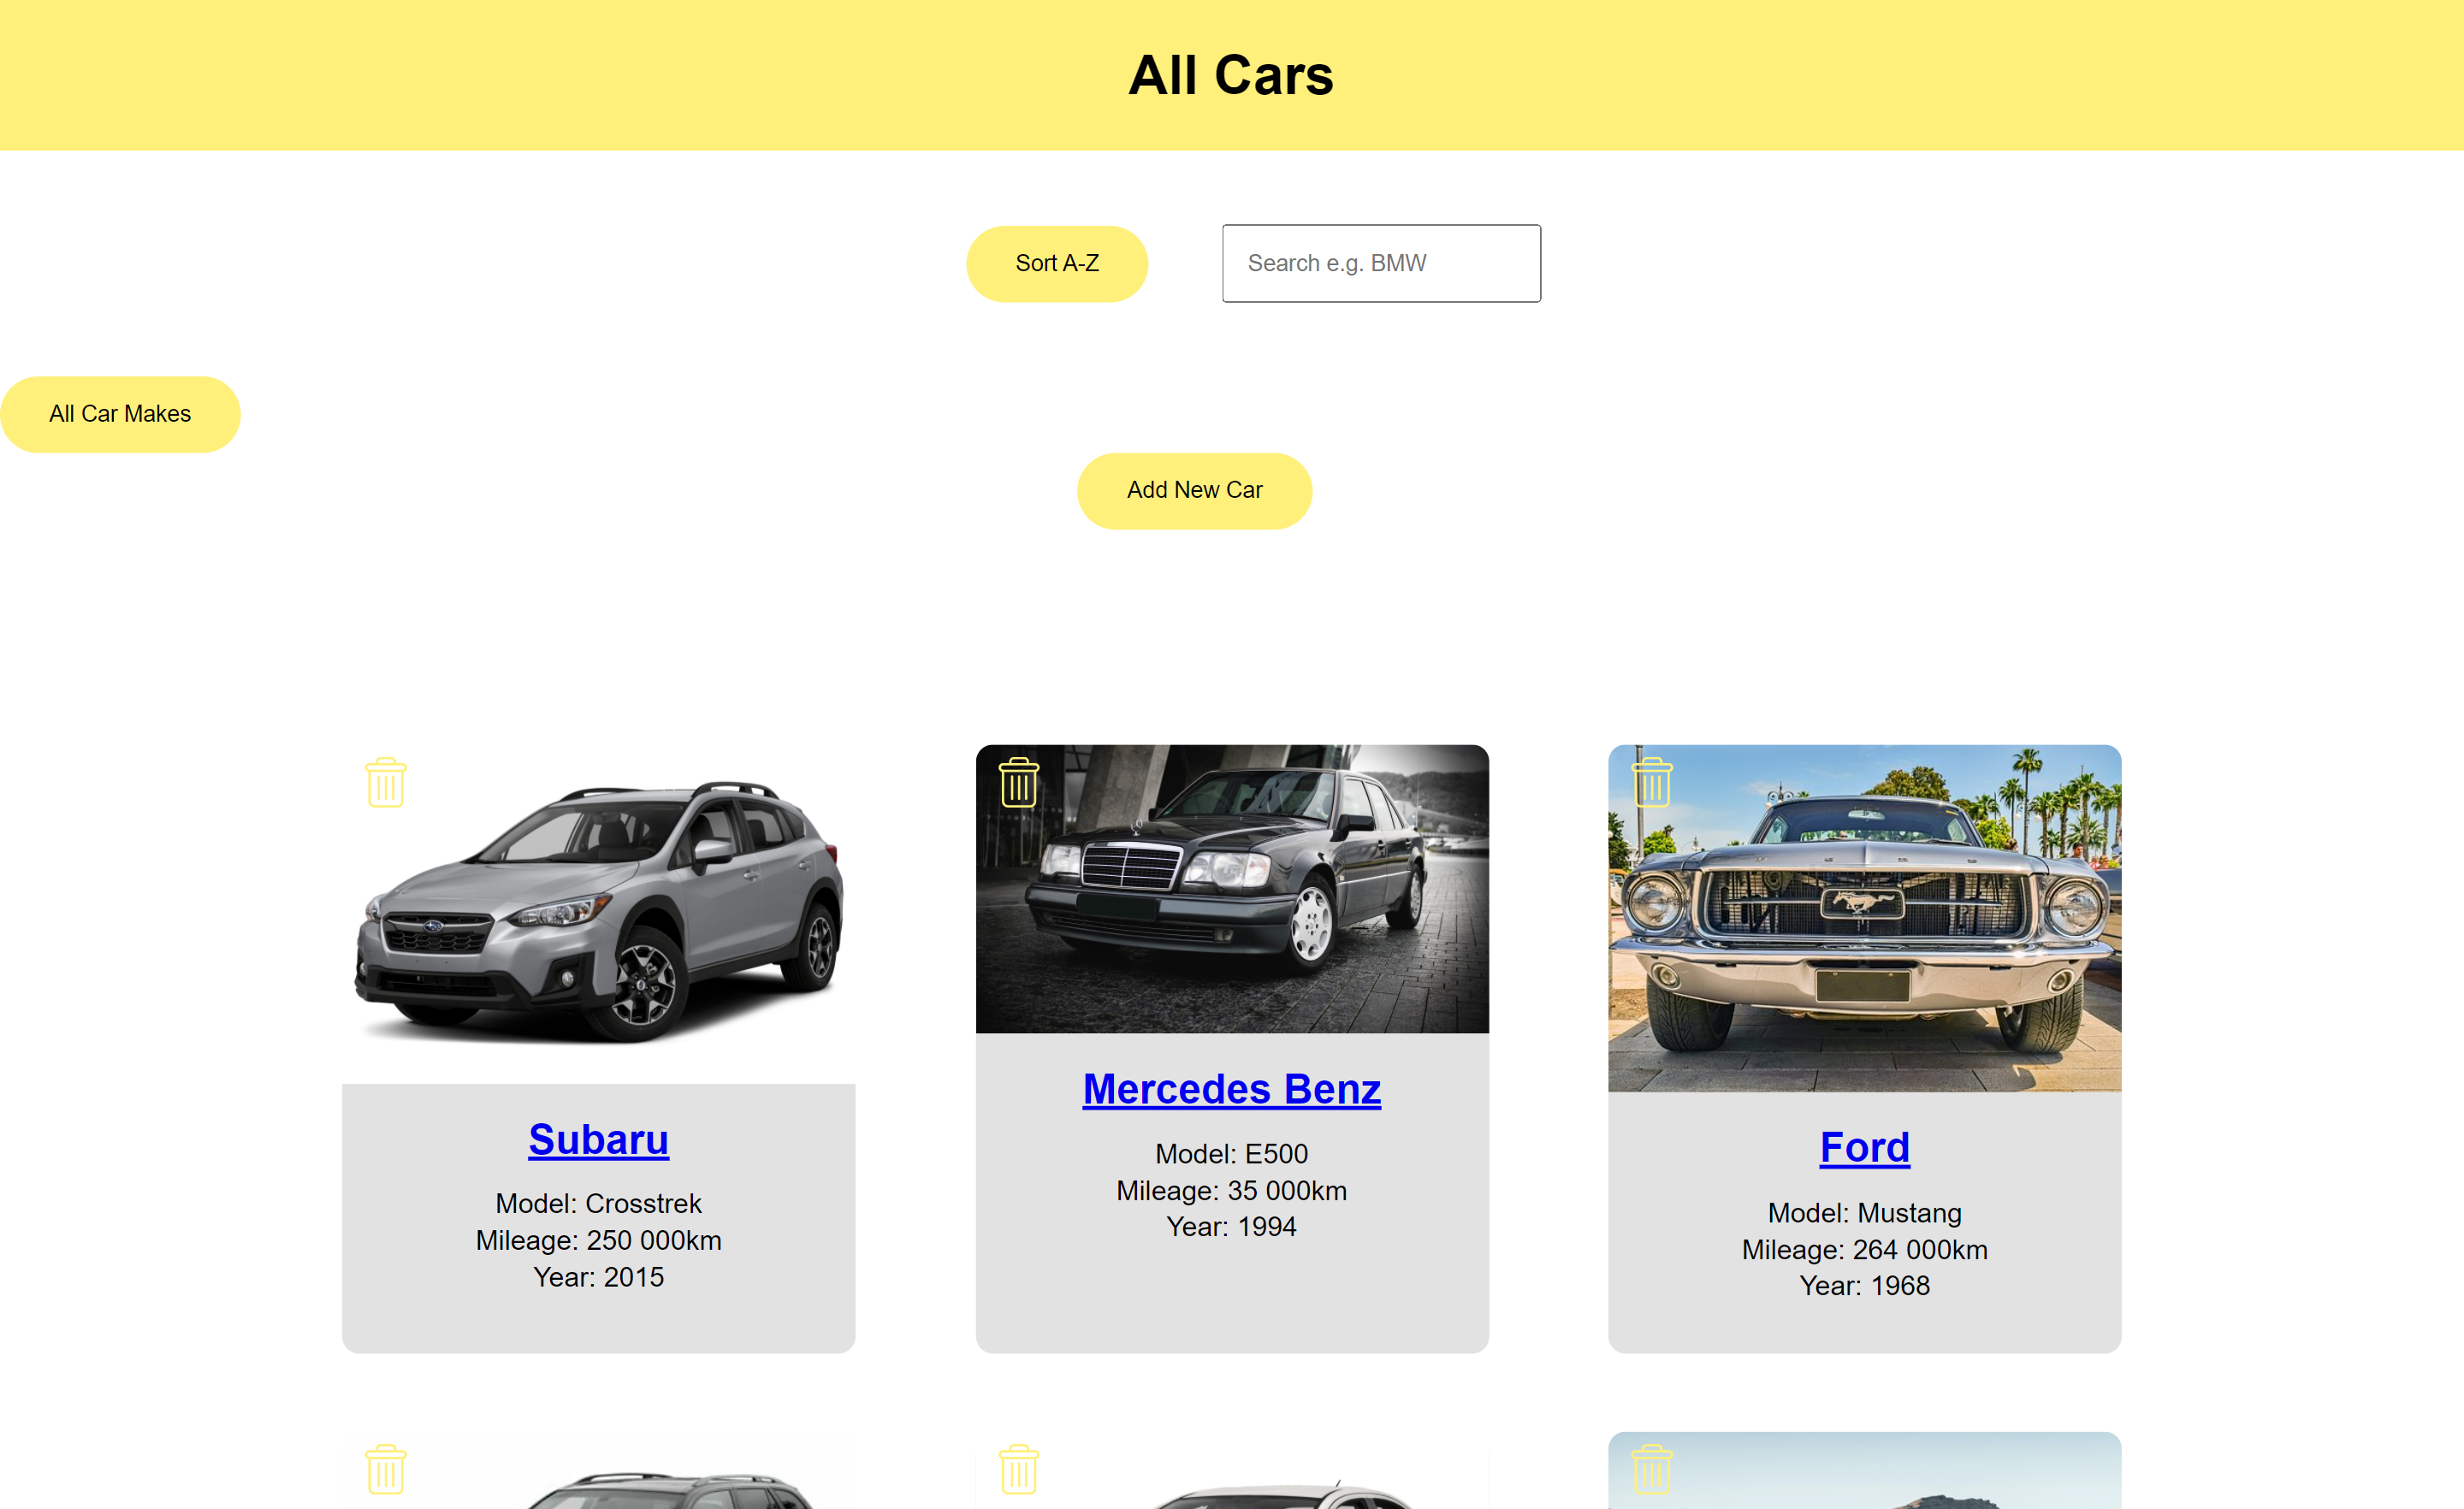 All Cars
Sort A-Z
Search e.g. BMW
All Car Makes
Add New Car
Subaru
Model: Crosstrek
Mileage: 250 000km
Year: 2015
Mercedes Benz
Model: E500
Mileage: 35 000km
Year: 1994
Ford
Model: Mustang
Mileage: 264 000km
Year: 1968